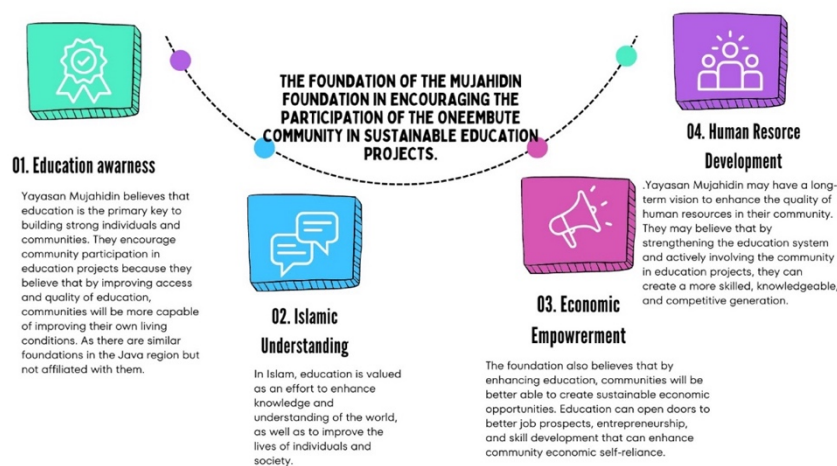 THE FOUNDATION OF THE MUJAHIDIN
FOUNDATION IN ENCOURAGING THE
PARTICIPATION OF THE ONEEMBUTE
COMMUNITY IN SUSTAINABLE EDUCATION
PROJECTS.
01. Education awarness
Yayasan Mujahidin believes that
education is the primary key to
building strong individuals and
communities. They encourage
community participation in
education projects because they
believe that by improving access
and quality of education,
communities will be more capable
of improving their own living
conditions. As there are similar
foundations in the Java region but
not affiliated with them.
02. Islamic
Understanding
In Islam, education is valued
as an effort to enhance
knowledge and
understanding of the world,
as well as to improve the
lives of individuals and
society.
03. Economic
Empowrerment
The foundation also believes that by
enhancing education, communities will be
better able to create sustainable economic
opportunities. Education can open doors to
better job prospects, entrepreneurship,
and skill development that can enhance
community economic self-reliance.
04. Human Resorce
Development
.Yayasan Mujahidin may have a long-
term vision to enhance the quality of
human resources in their community.
They may believe that by
strengthening the education system
and actively involving the community
in education projects, they can
create a more skilled, knowledgeable,
and competitive generation.